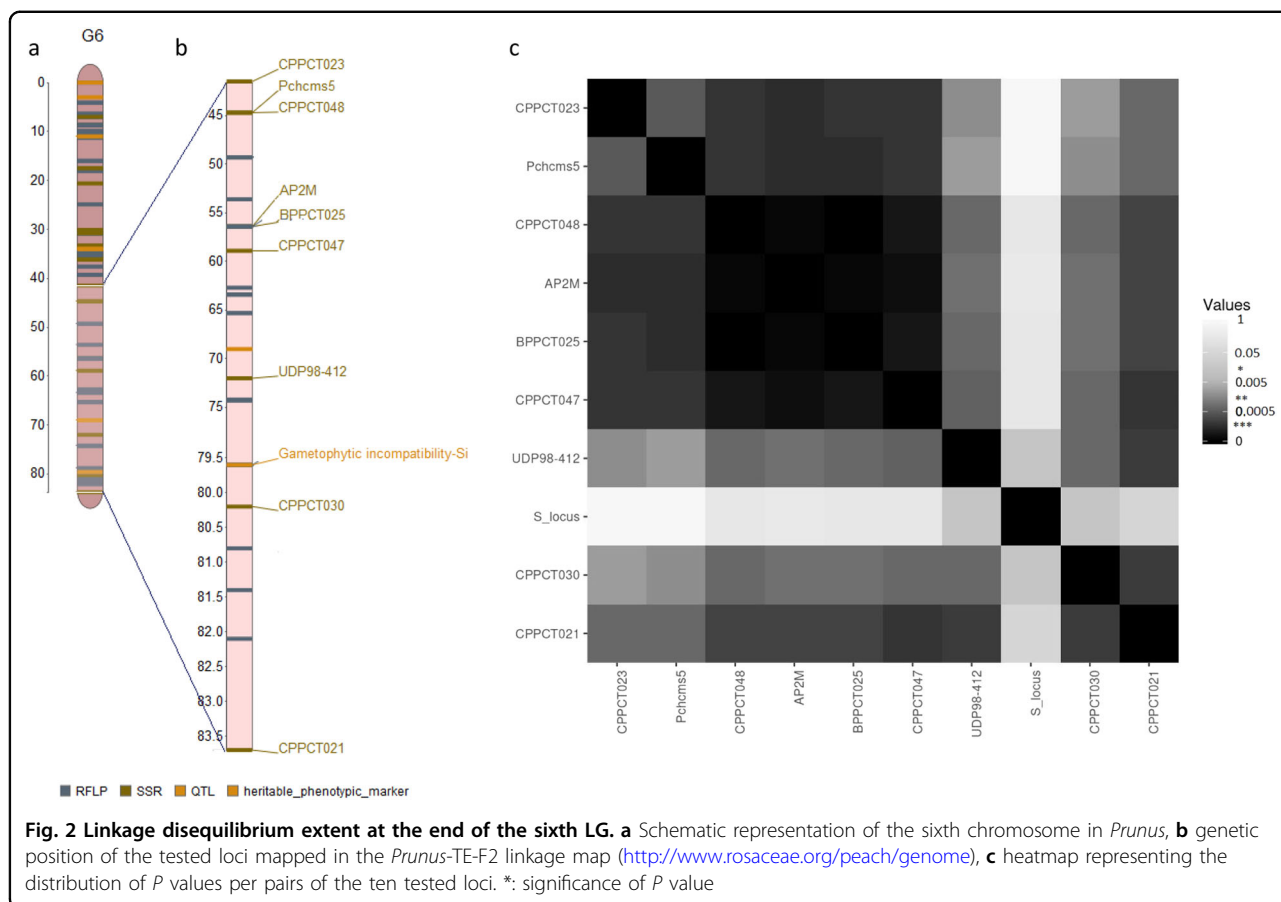 a
G6
b
c
0
10
20
30
40
50
60
70
80
CPPCT023
Pchcms5
CPPCT048
45
50
AP2M
55
BPPCT025
CPPCT047
60
65
70
UDP98-412
75
79.5
Gametophytic incompatibility-Si
80.0
CPPCT030
80.5
81.0
81.5
82.0
82.5
83.0
83.5
CPPCT021
RFLP SSR QTL heritable_phenotypic_marker
CPPCT023
Pchcms5
CPPCT048
AP2M
BPPCT025
CPPCT047
UDP98-412
S_locus
CPPCT030
CPPCT021
CPPCT023 Pchcms5 CPPCT048 AP2M BPPCT025 CPPCT047 UDP98-412 S_locus CPPCT030 CPPCT021
Values
1
0.05
*
0.005
**
0.0005
***
0
Fig. 2 Linkage disequilibrium extent at the end of the sixth LG. a Schematic representation of the sixth chromosome in Prunus, b genetic
position of the tested loci mapped in the Prunus-TE-F2 linkage map (http://www.rosaceae.org/peach/genome), c heatmap representing the
distribution of P values per pairs of the ten tested loci. *: significance of P value